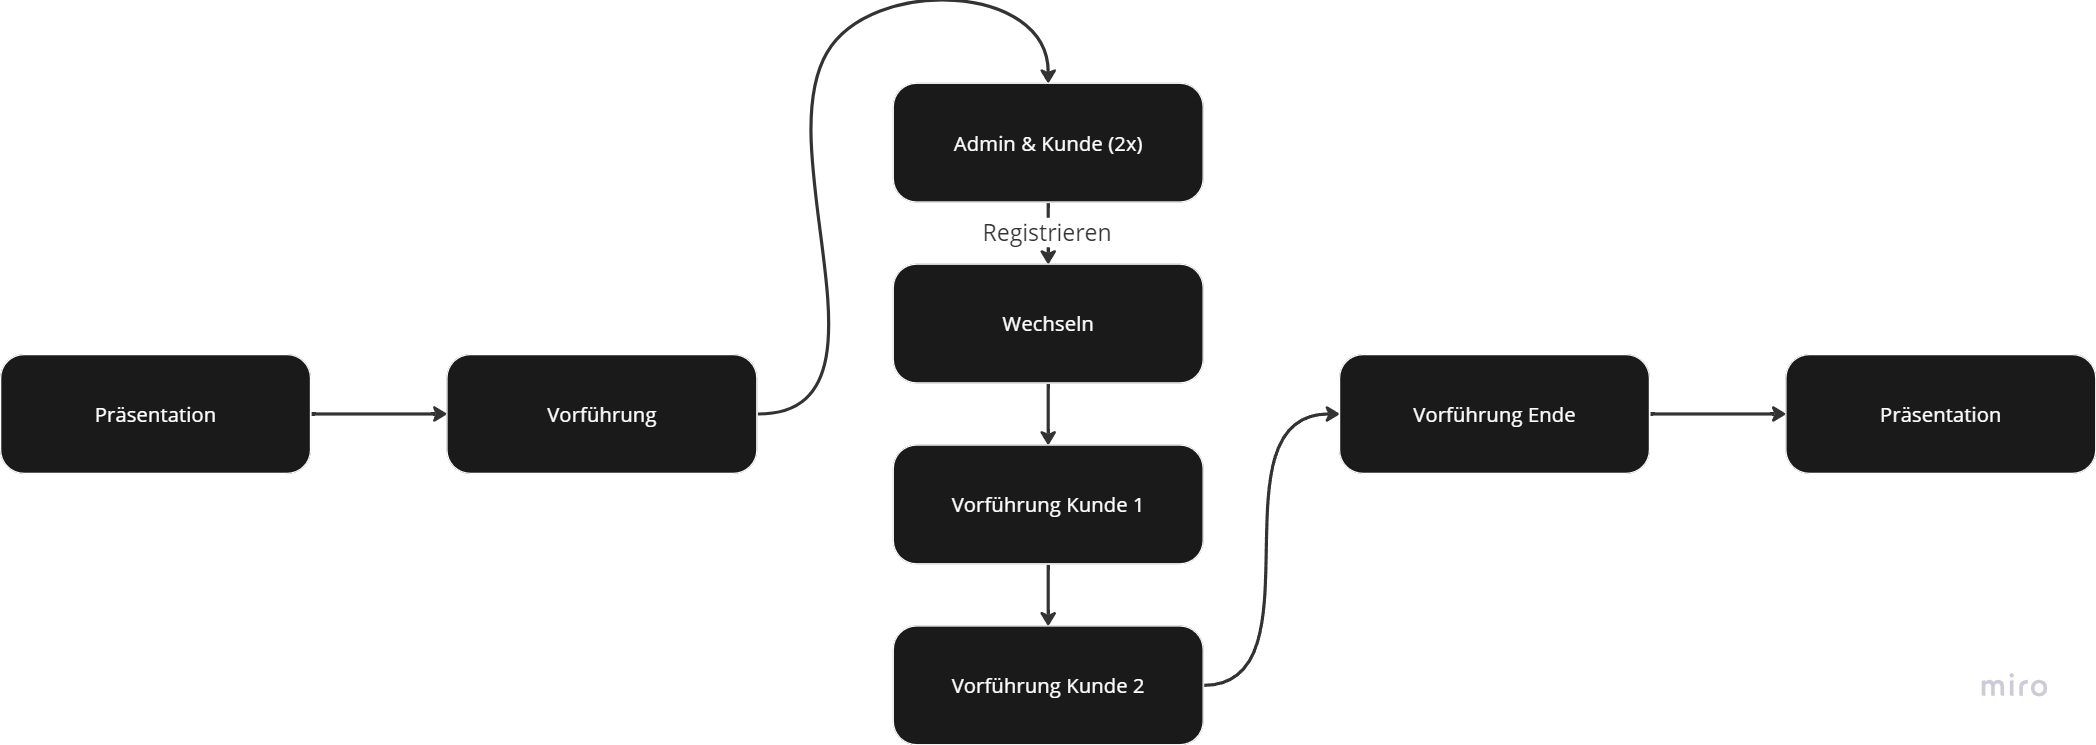 Präsentation
Vorführung
Admin & Kunde (2x)
Registrieren
Wechseln
Vorführung Kunde 1
Vorführung Kunde 2
Vorführung Ende
Präsentation
miro